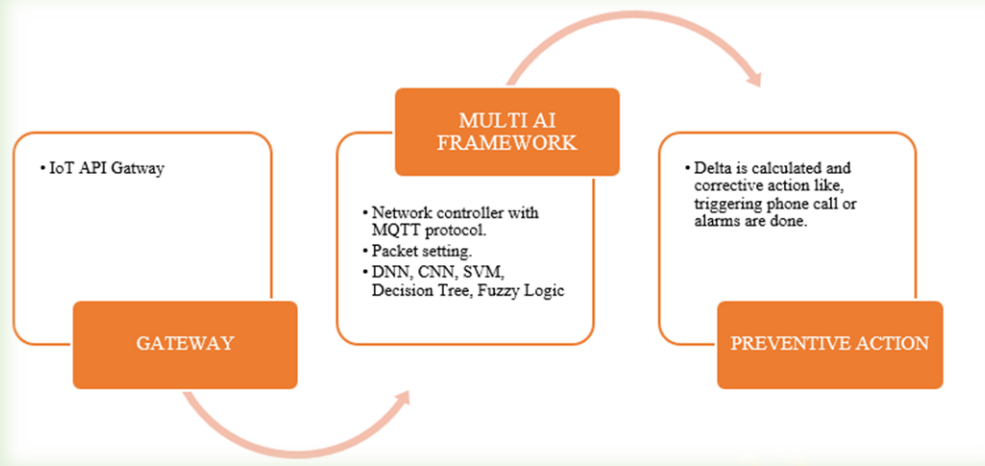 • IoT API Gatway
GATEWAY
MULTI AI
FRAMEWORK
• Network controller with
MQTT protocol.
• Packet setting.
• DNN, CNN, SVM,
Decision Tree, Fuzzy Logic
• Delta is calculated and
corrective action like,
triggering phone call or
alarms are done.
PREVENTIVE ACTION